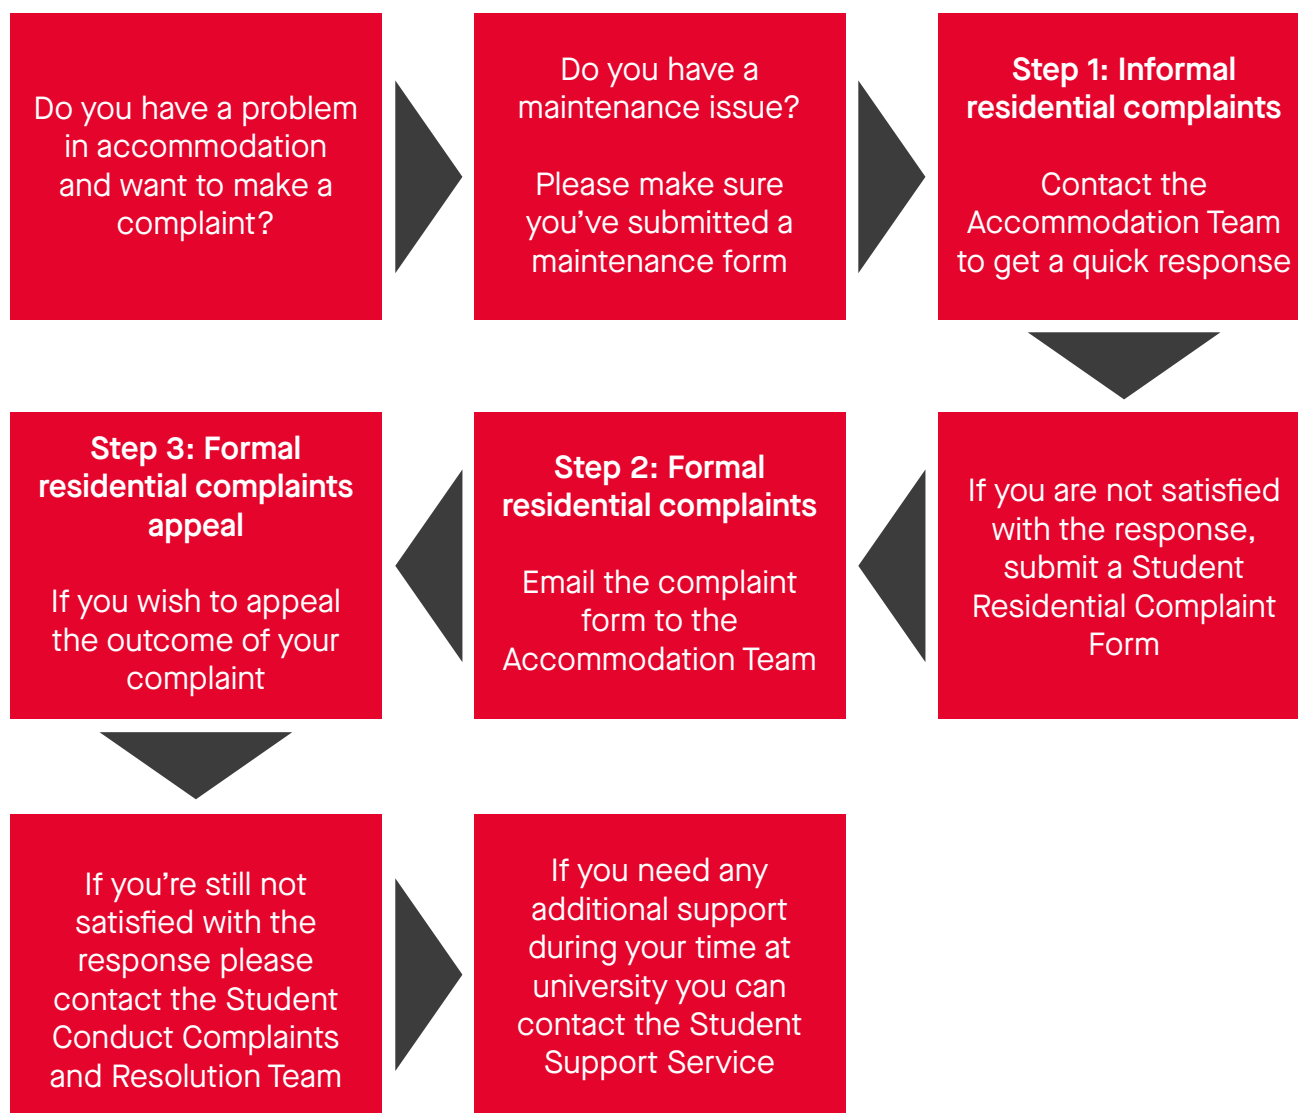 Do you have a problem
in accommodation
and want to make a
complaint?
Do you have a
maintenance issue?
Please make sure
you've submitted a
maintenance form
Step 1: Informal
residential complaints
Contact the
Accommodation Team
to get a quick response
If you are not satisfied
with the response,
submit a Student
Residential Complaint
Form
Step 2: Formal
residential complaints
Email the complaint
form to the
Accommodation Team
Step 3: Formal
residential complaints
appeal
If you wish to appeal
the outcome of your
complaint
If you're still not
satisfied with the
response please
contact the Student
Conduct Complaints
and Resolution Team
If you need any
additional support
during your time at
university you can
contact the Student
Support Service